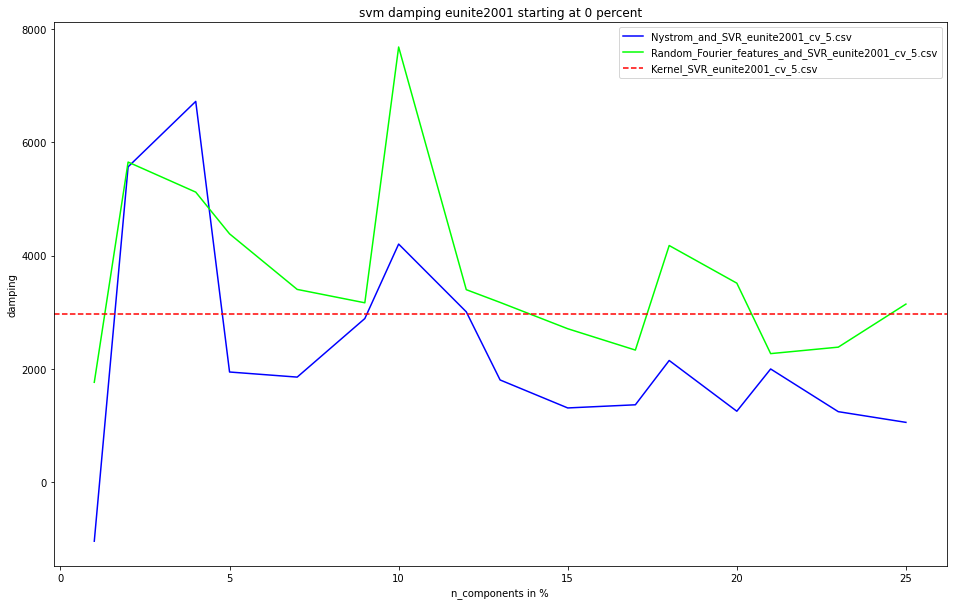 svm damping eunite2001 starting at 0 percent
Nystrom_and_SVR_eunite2001_cv_5.csv
Random_Fourier_features_and_SVR_eunite2001_cv_5.csv
Kernel_SVR_eunite2001_cv_5.csv
8000
6000
4000
2000
0
damping
0 5 10 15 20 25
n_components in %